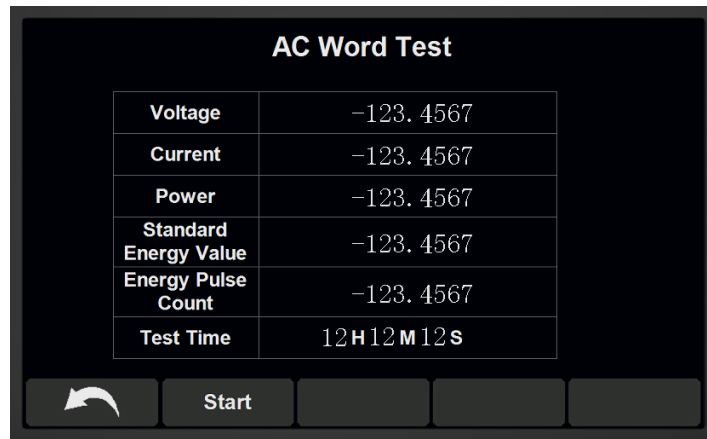 AC Word Test
Voltage -123.4567
Current -123.4567
Power -123.4567
Standard
Energy Value -123.4567
Energy Pulse
Count -123.4567
Test Time 12H12M12S
Start